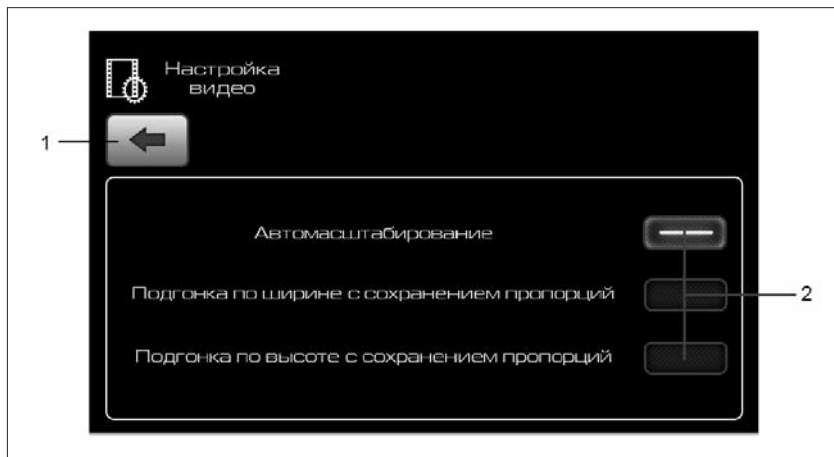 Настройка
видео
1
Автомасштабирование
Подгонка по ширине с сохранением пропорций
2
Подгонка по высоте с сохранением пропорций